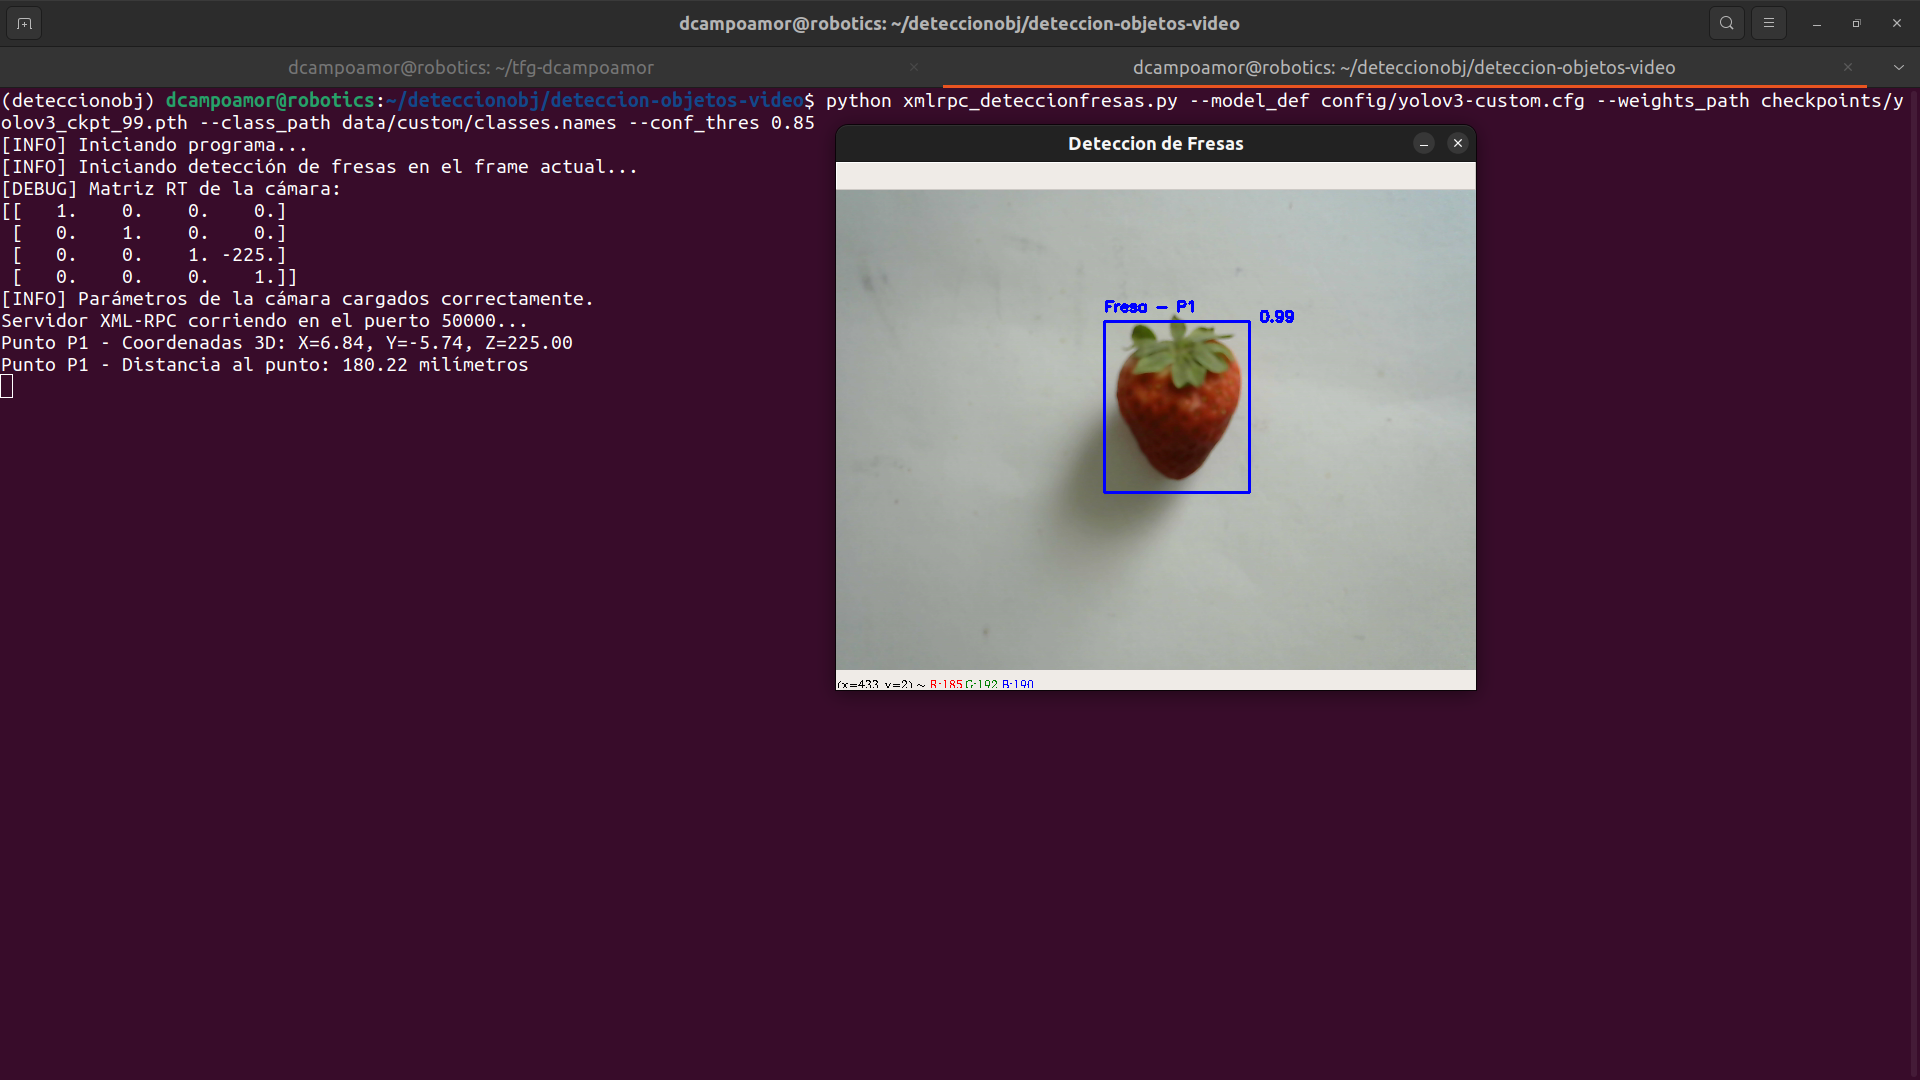 dcampoamor@robotics: ~/deteccionobj/deteccion-objetos-video
dcampoamor@robotics: ~/tfg-dcampoamor
dcampoamor@robotics: ~/deteccionobj/deteccion-objetos-video
(deteccionobj) dcampoamor@robotics:~/deteccionobj/deteccion-objetos-video$ python xmlrpc_deteccionfresas.py --model_def config/yolov3-custom.cfg --weights_path checkpoints/y
olov3_ckpt_99.pth --class_path data/custom/classes.names --conf_thres 0.85
[INFO] Iniciando programa...
[INFO] Iniciando detección de fresas en el frame actual...
[DEBUG] Matriz RT de la cámara:
[[   1.    0.    0.    0.]
 [   0.    1.    0.    0.]
 [   0.    0.    1. -225.]
 [   0.    0.    0.    1.]]
[INFO] Parámetros de la cámara cargados correctamente.
Servidor XML-RPC corriendo en el puerto 50000...
Punto P1 - Coordenadas 3D: X=6.84, Y=-5.74, Z=225.00
Punto P1 - Distancia al punto: 180.22 milímetros
Deteccion de Fresas
Fresa - P1
0.99
(x=433, y=2) ~ R:185 G:192 B:190